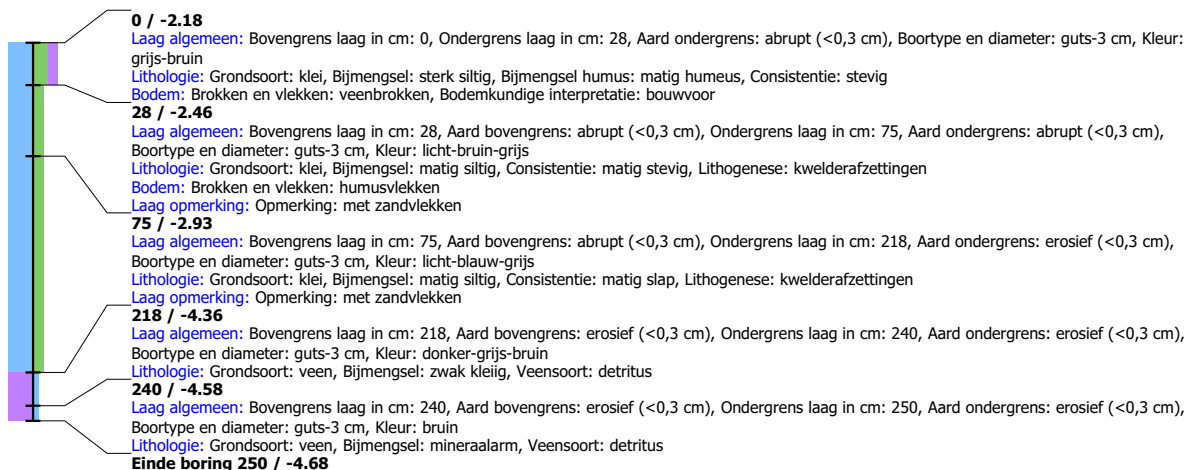 0 / -2.18
Laag algemeen: Bovengrens laag in cm: 0, Ondergrens laag in cm: 28, Aard ondergrens: abrupt (<0,3 cm), Boortype en diameter: guts-3 cm, Kleur:
grijs-bruin
Lithologie: Grondsoort: klei, Bijmengsel: sterk siltig, Bijmengsel humus: matig humeus, Consistentie: stevig
Bodem: Brokken en vlekken: veenbrokken, Bodemkundige interpretatie: bouwvoor
28 / -2.46
Laag algemeen: Bovengrens laag in cm: 28, Aard bovengrens: abrupt (<0,3 cm), Ondergrens laag in cm: 75, Aard ondergrens: abrupt (<0,3 cm),
Boortype en diameter: guts-3 cm, Kleur: licht-bruin-grijs
Lithologie: Grondsoort: klei, Bijmengsel: matig siltig, Consistentie: matig stevig, Lithogenese: kwelderafzettingen
Bodem: Brokken en vlekken: humusvlekken
Laag opmerking: Opmerking: met zandvlekken
75 / -2.93
Laag algemeen: Bovengrens laag in cm: 75, Aard bovengrens: abrupt (<0,3 cm), Ondergrens laag in cm: 218, Aard ondergrens: erosief (<0,3 cm),
Boortype en diameter: guts-3 cm, Kleur: licht-blauw-grijs
Lithologie: Grondsoort: klei, Bijmengsel: matig siltig, Consistentie: matig slap, Lithogenese: kwelderafzettingen
Laag opmerking: Opmerking: met zandvlekken
218 / -4.36
Laag algemeen: Bovengrens laag in cm: 218, Aard bovengrens: erosief (<0,3 cm), Ondergrens laag in cm: 240, Aard ondergrens: erosief (<0,3 cm),
Boortype en diameter: guts-3 cm, Kleur: donker-grijs-bruin
Lithologie: Grondsoort: veen, Bijmengsel: zwak kleiig, Veensoort: detritus
240 / -4.58
Laag algemeen: Bovengrens laag in cm: 240, Aard bovengrens: erosief (<0,3 cm), Ondergrens laag in cm: 250, Aard ondergrens: erosief (<0,3 cm),
Boortype en diameter: guts-3 cm, Kleur: bruin
Lithologie: Grondsoort: veen, Bijmengsel: mineraalarm, Veensoort: detritus
Einde boring 250 / -4.68